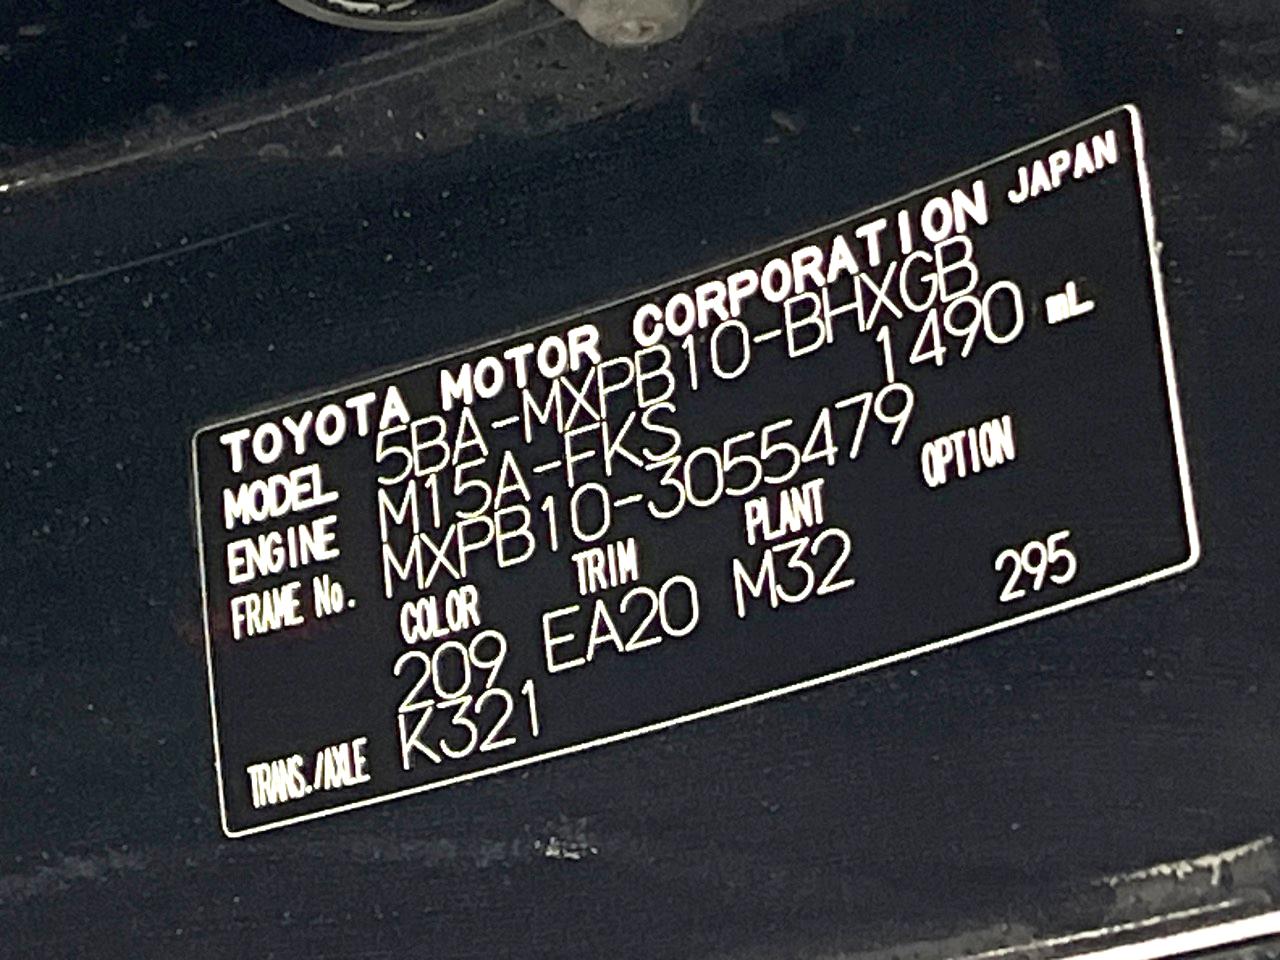 TOYOTA MOTOR CORPORATION JAPAN
MODEL 5BA-MXPB10-BHXGB
ENGINE M15A-FKS 1490 mL
FRAME No. MXPB10-3055479
COLOR TRIM PLANT OPTION
209 EA20 M32 295
TRANS./AXLE K321